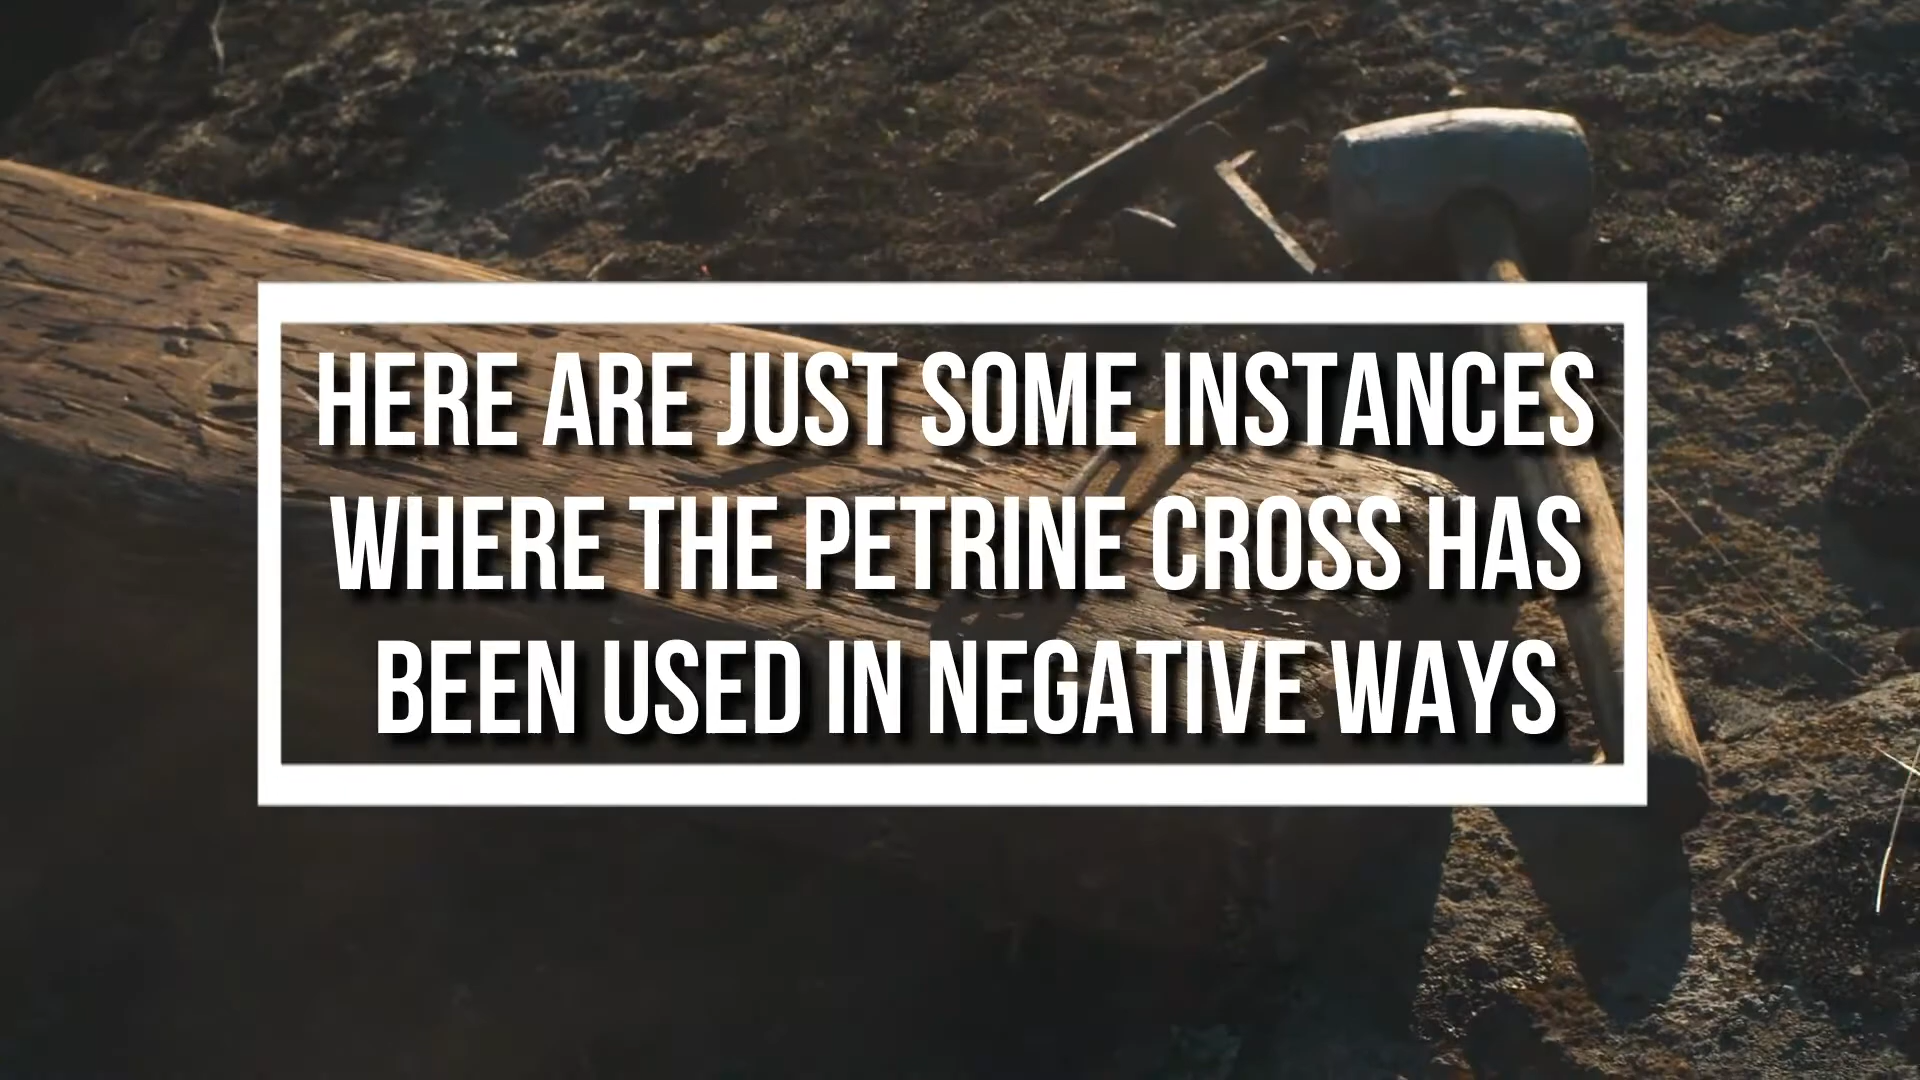 HERE ARE JUST SOME INSTANCES
WHERE THE PETRINE CROSS HAS
BEEN USED IN NEGATIVE WAYS